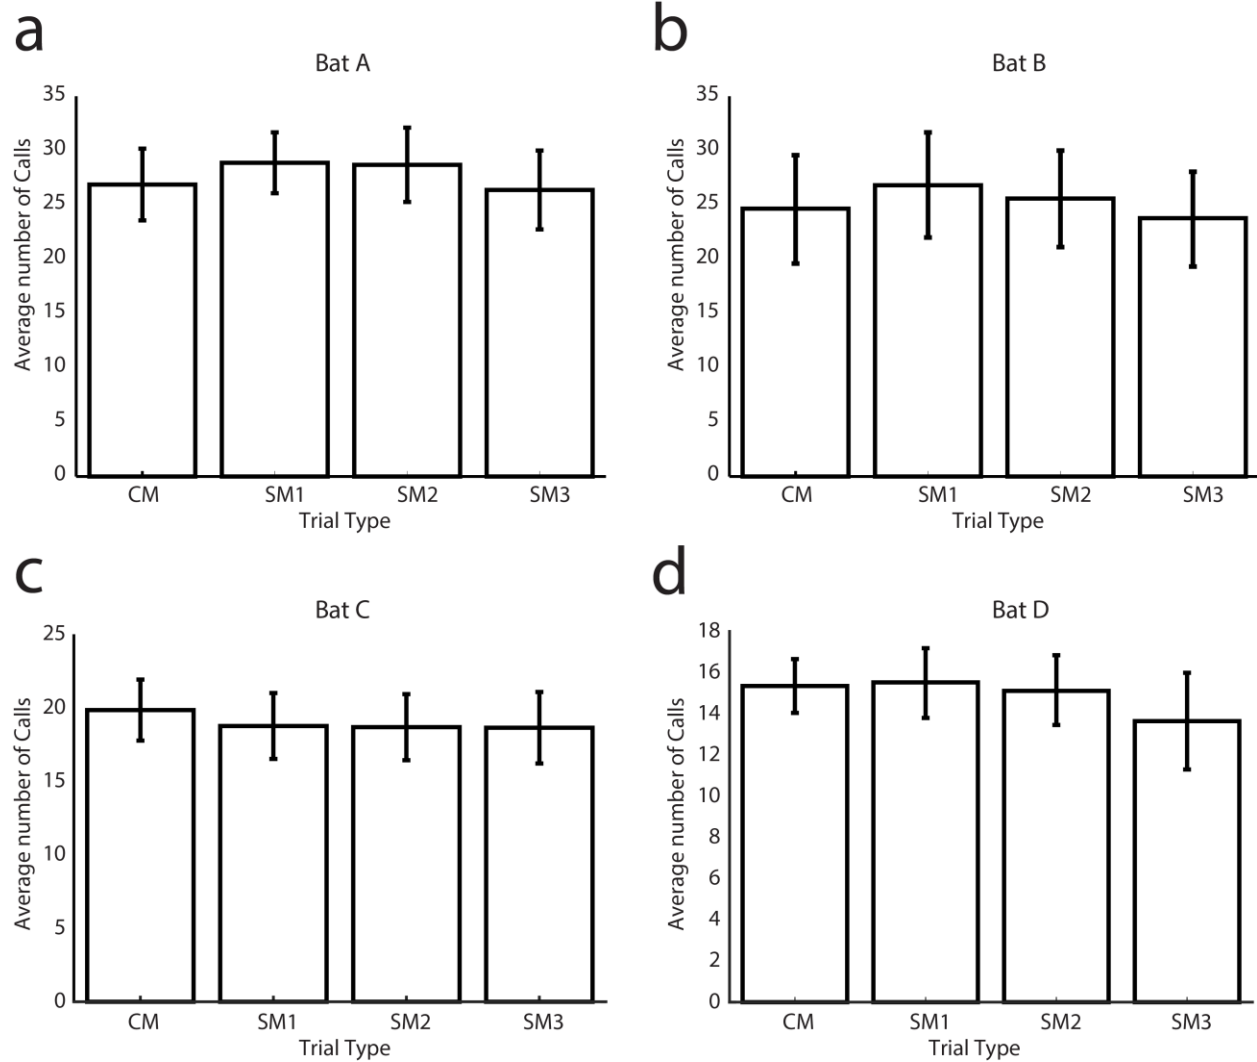 a
Bat A
Average number of Calls
35
30
25
20
15
10
5
0
CM SM1 SM2 SM3
Trial Type
b
Bat B
Average number of Calls
35
30
25
20
15
10
5
0
CM SM1 SM2 SM3
Trial Type
c
Bat C
Average number of Calls
25
20
15
10
5
0
CM SM1 SM2 SM3
Trial Type
d
Bat D
Average number of Calls
18
16
14
12
10
8
6
4
2
0
CM SM1 SM2 SM3
Trial Type